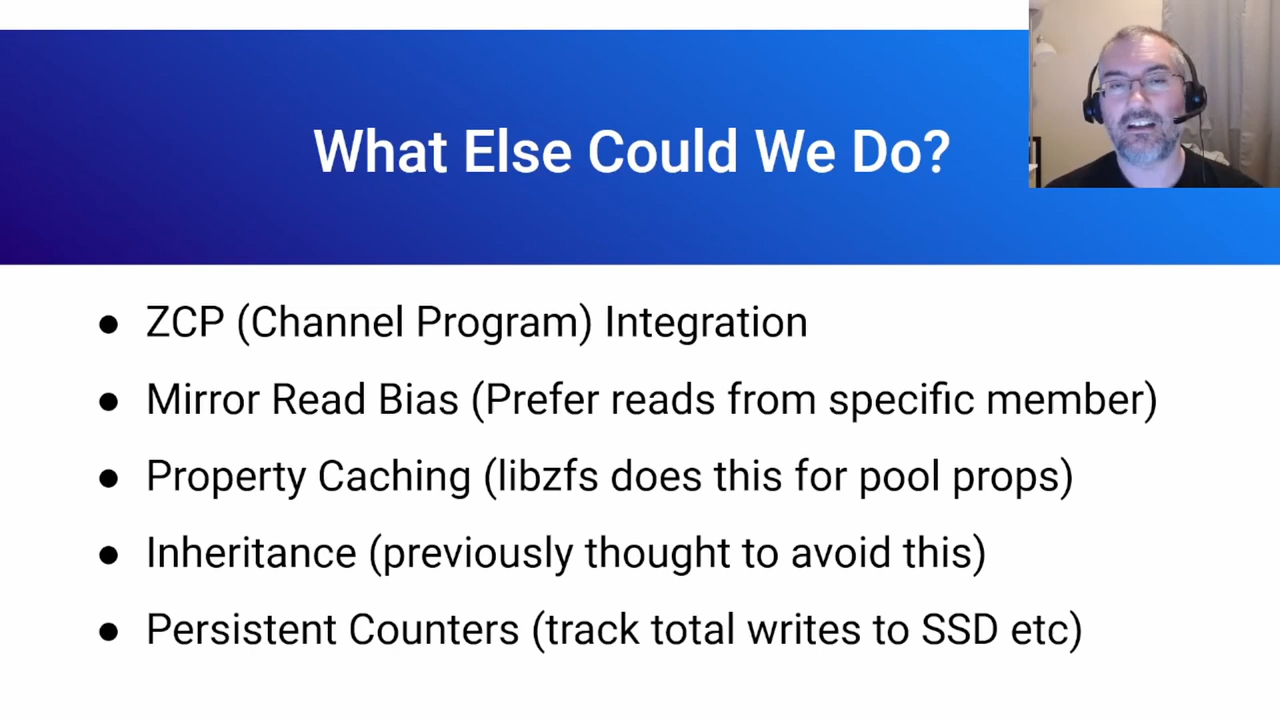 What Else Could We Do?
● ZCP (Channel Program) Integration
● Mirror Read Bias (Prefer reads from specific member)
● Property Caching (libzfs does this for pool props)
● Inheritance (previously thought to avoid this)
● Persistent Counters (track total writes to SSD etc)